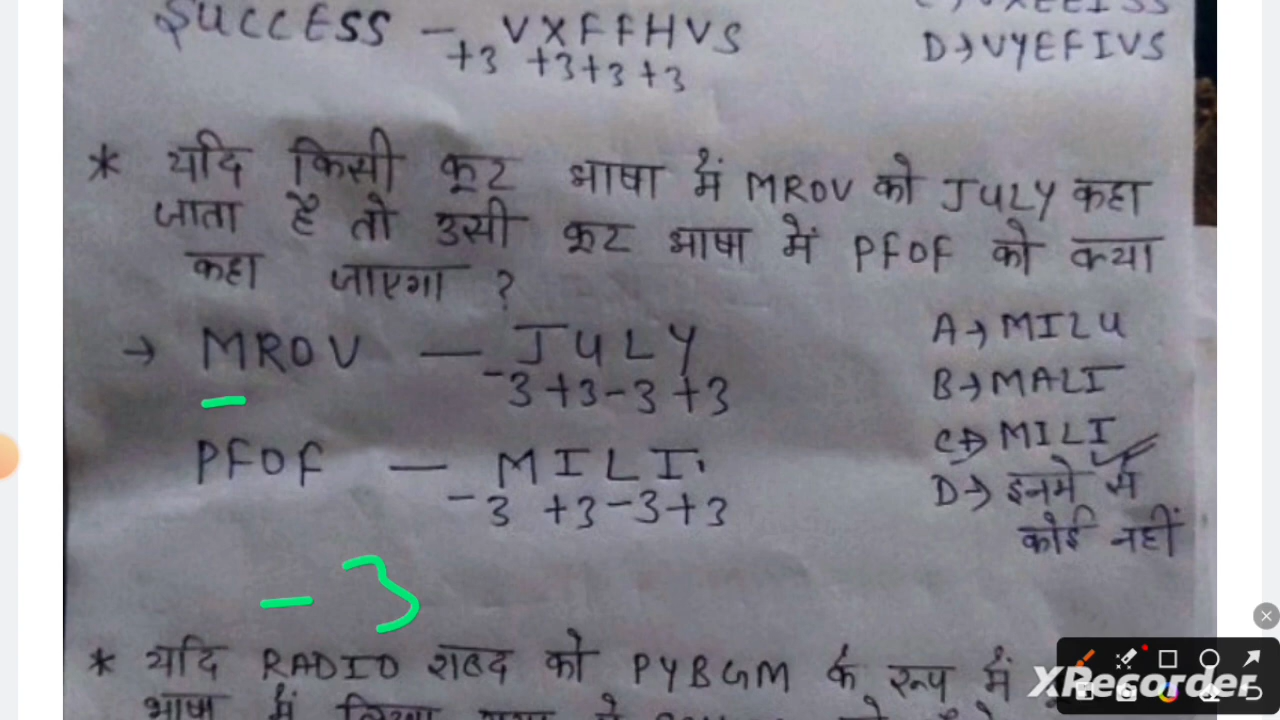 SUCCESS - VXFFHVS
+3 +3+3+3
D→VYEFIVS
* यदि किसी कूट भाषा में MROV को JULY कहा
जाता है तो उसी कूट भाषा में PFOF को क्या
कहा जाएगा ?
→ MROV — JULY
-3+3-3+3
PFOF — MILI
-3 +3-3+3
A→MILU
B→MALI
C→MILI
D→ इनमे से
कोई नहीं
-3
* यदि RADIO शब्द को PYBGM के रूप में
भाषा में
XRecorder